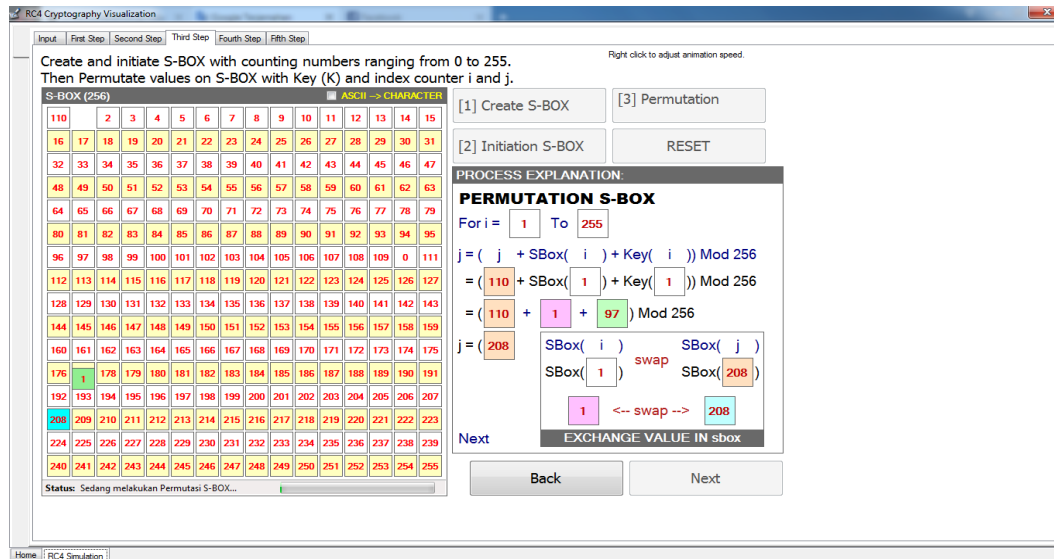 RC4 Cryptography Visualization
Input First Step Second Step Third Step Fourth Step Fifth Step
Right click to adjust animation speed.
Create and initiate S-BOX with counting numbers ranging from 0 to 255.
Then Permutate values on S-BOX with Key (K) and index counter i and j.
S-BOX (256) ASCII --> CHARACTER
110 2 3 4 5 6 7 8 9 10 11 12 13 14 15
16 17 18 19 20 21 22 23 24 25 26 27 28 29 30 31
32 33 34 35 36 37 38 39 40 41 42 43 44 45 46 47
48 49 50 51 52 53 54 55 56 57 58 59 60 61 62 63
64 65 66 67 68 69 70 71 72 73 74 75 76 77 78 79
80 81 82 83 84 85 86 87 88 89 90 91 92 93 94 95
96 97 98 99 100 101 102 103 104 105 106 107 108 109 0 111
112 113 114 115 116 117 118 119 120 121 122 123 124 125 126 127
128 129 130 131 132 133 134 135 136 137 138 139 140 141 142 143
144 145 146 147 148 149 150 151 152 153 154 155 156 157 158 159
160 161 162 163 164 165 166 167 168 169 170 171 172 173 174 175
176 1 178 179 180 181 182 183 184 185 186 187 188 189 190 191
192 193 194 195 196 197 198 199 200 201 202 203 204 205 206 207
208 209 210 211 212 213 214 215 216 217 218 219 220 221 222 223
224 225 226 227 228 229 230 231 232 233 234 235 236 237 238 239
240 241 242 243 244 245 246 247 248 249 250 251 252 253 254 255
Status: Sedang melakukan Permutasi S-BOX...
[1] Create S-BOX [3] Permutation
[2] Initiation S-BOX RESET
PROCESS EXPLANATION:
PERMUTATION S-BOX
For i = 1 To 255
j = ( j + SBox( i ) + Key( i )) Mod 256
= ( 110 + SBox( 1 ) + Key( 1 )) Mod 256
= ( 110 + 1 + 97 ) Mod 256
j = ( 208
SBox( i ) swap SBox( j )
SBox( 1 ) SBox( 208 )
1 <-- swap --> 208
Next
EXCHANGE VALUE IN sbox
Back Next
Home RC4 Simulation